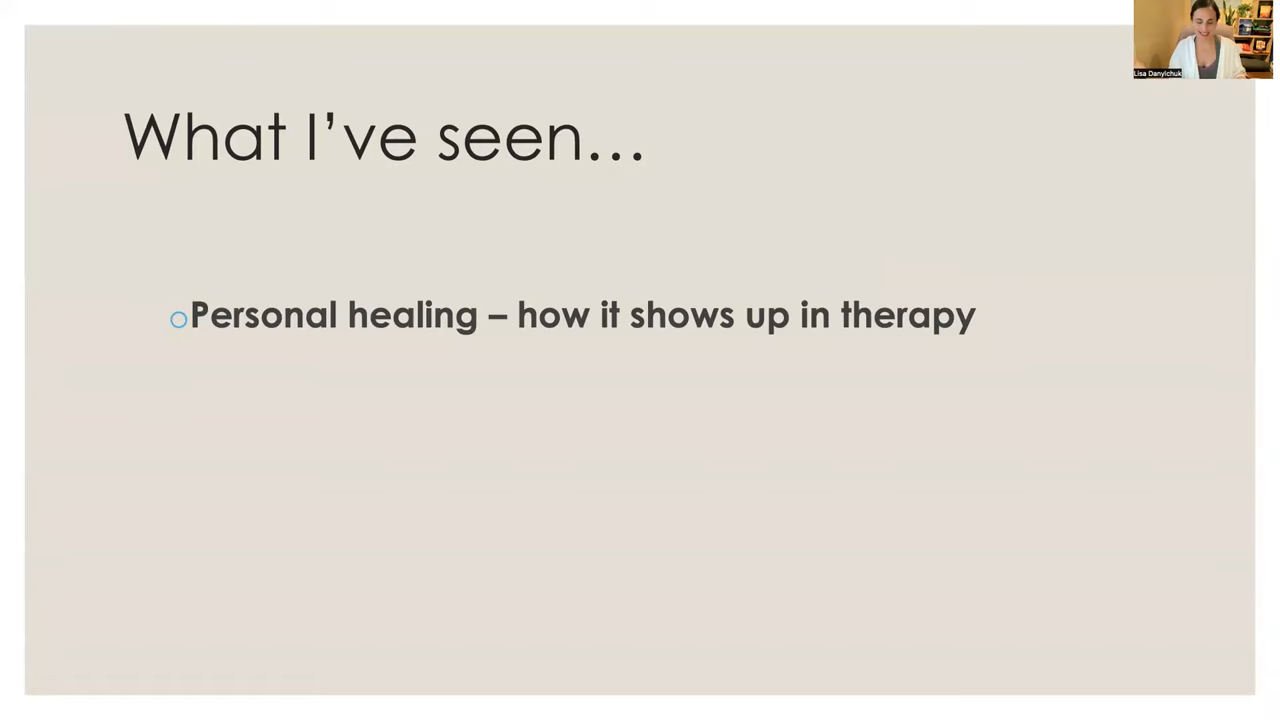 Lisa Danylchuk
What I’ve seen…
Personal healing – how it shows up in therapy